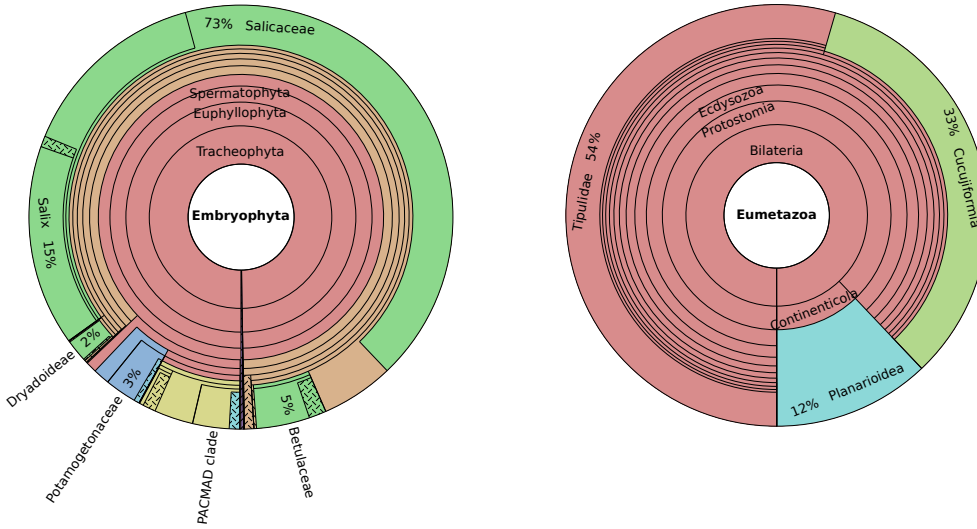 73% Salicaceae
Spermatophyta
Euphyllophyta
Tracheophyta
Embryophyta
Salix 15%
2%
Dryadoideae
3%
Potamogetonaceae
PACMAD clade
5%
Betulaceae
Tipulidae 54%
33% Cucujiformia
Ecdysozoa
Protostomia
Bilateria
Eumetazoa
Continenticola
12% Planarioidea